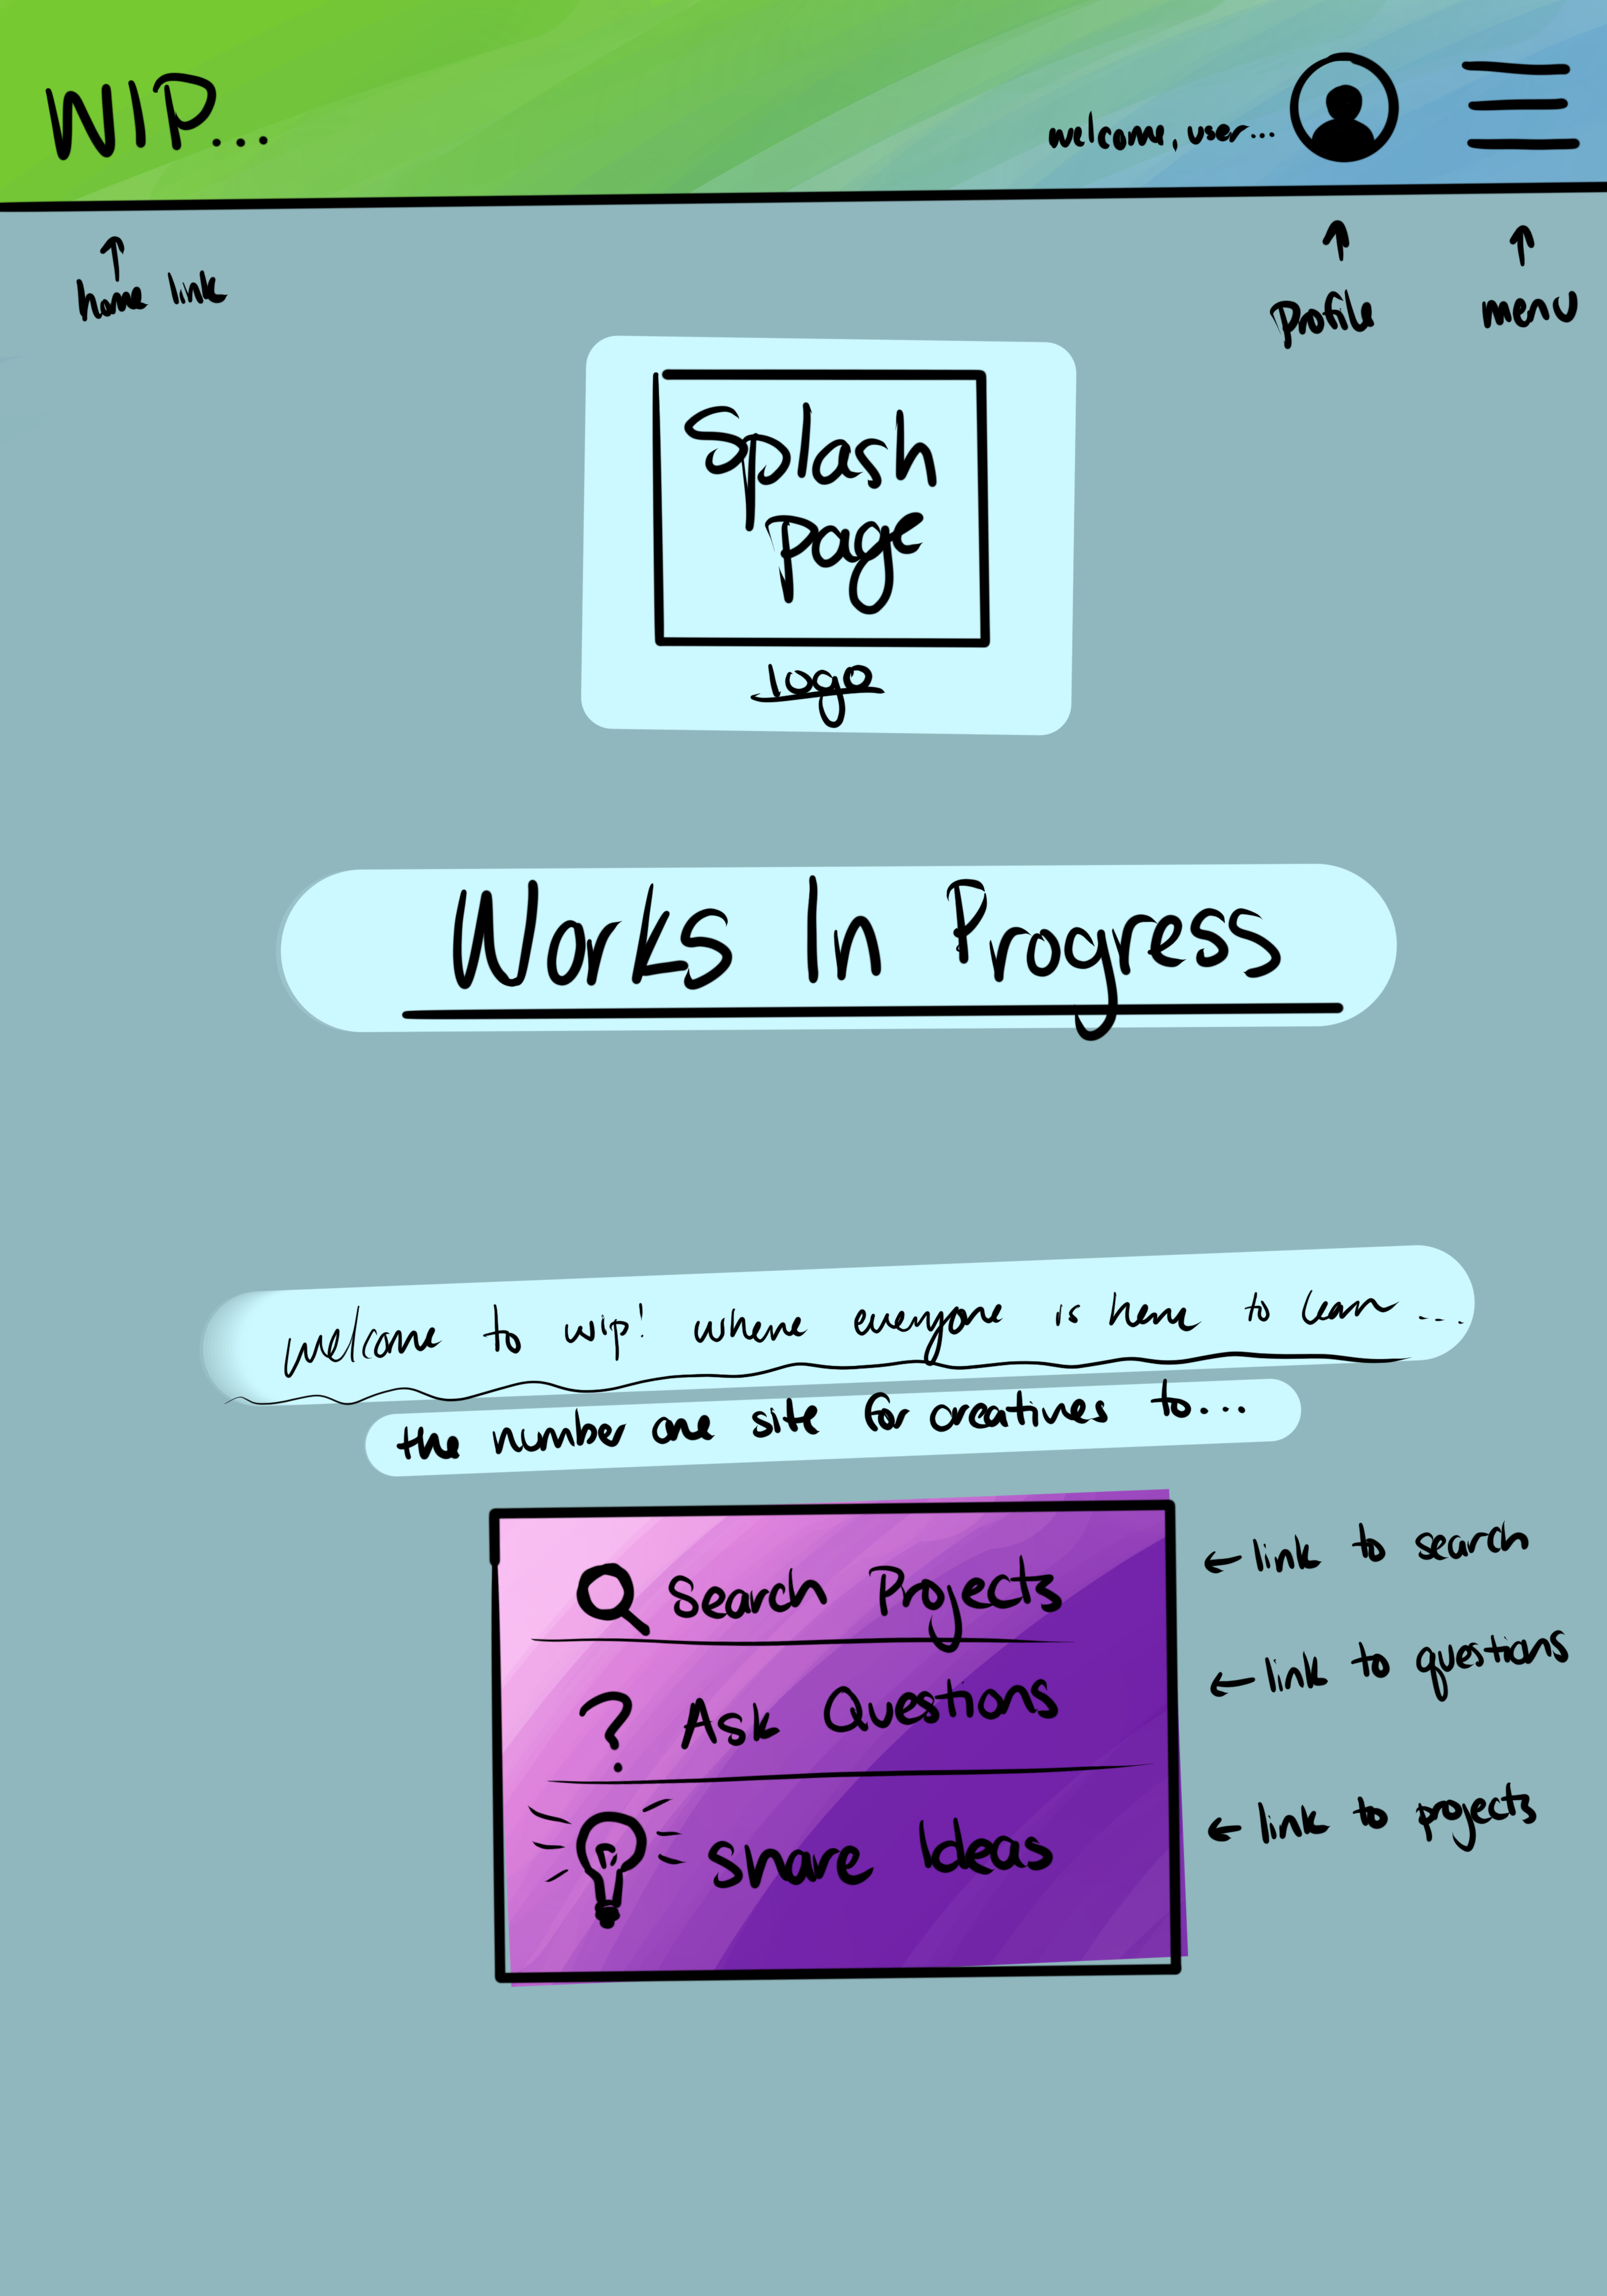 WIP...
welcome, user...
home link
profile
menu
Splash
page
logo
Works In Progress
welcome to wip! where everyone is here to learn....
the number one site for creatives to...
Search Projects
← link to search
? Ask Questions
← link to questions
Share Ideas
← link to projects